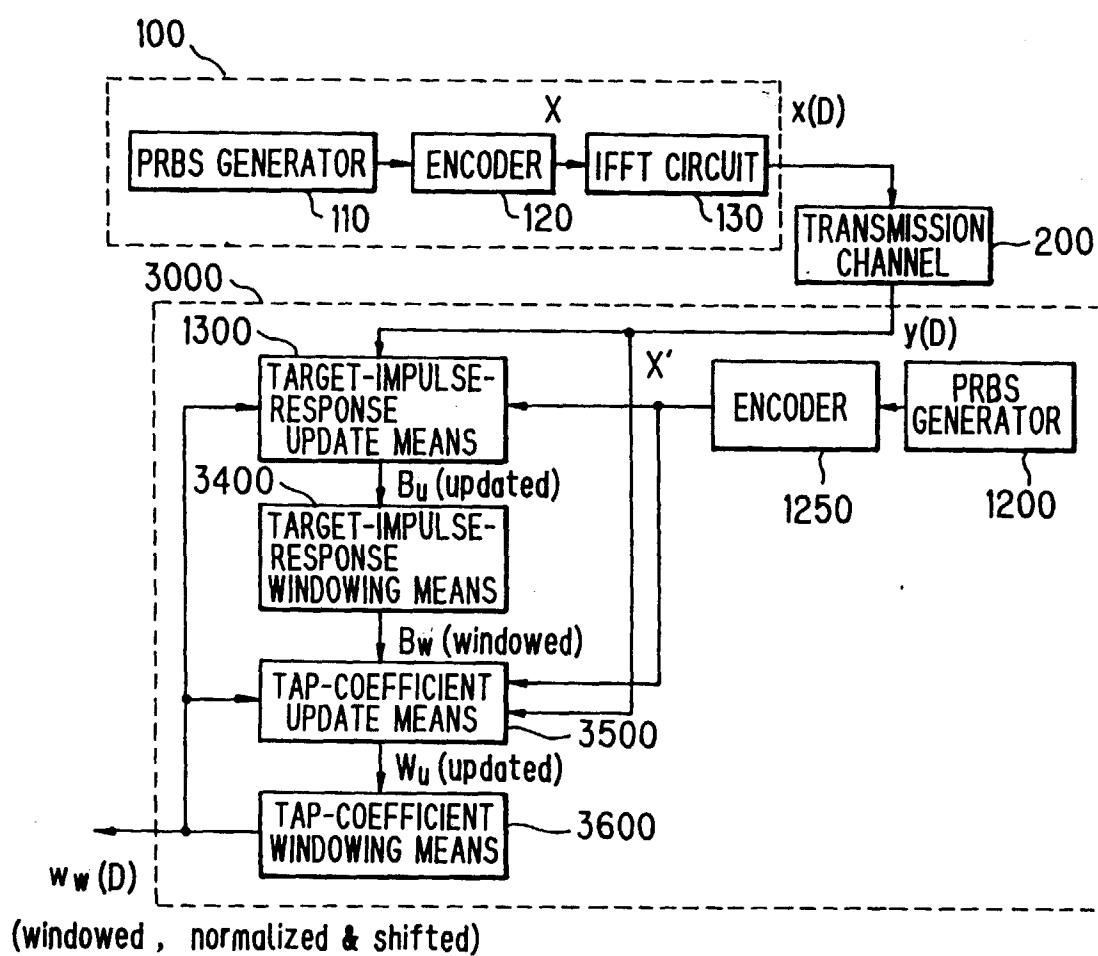 100
X
x(D)
PRBS GENERATOR
ENCODER
IFFT CIRCUIT
110
120
130
TRANSMISSION
CHANNEL
200
3000
1300
y(D)
TARGET-IMPULSE-
RESPONSE
UPDATE MEANS
X'
ENCODER
PRBS
GENERATOR
1250
1200
3400
Bu (updated)
TARGET-IMPULSE-
RESPONSE
WINDOWING MEANS
Bw (windowed)
TAP-COEFFICIENT
UPDATE MEANS
3500
Wu (updated)
TAP-COEFFICIENT
WINDOWING MEANS
3600
ww (D)
(windowed , normalized & shifted)